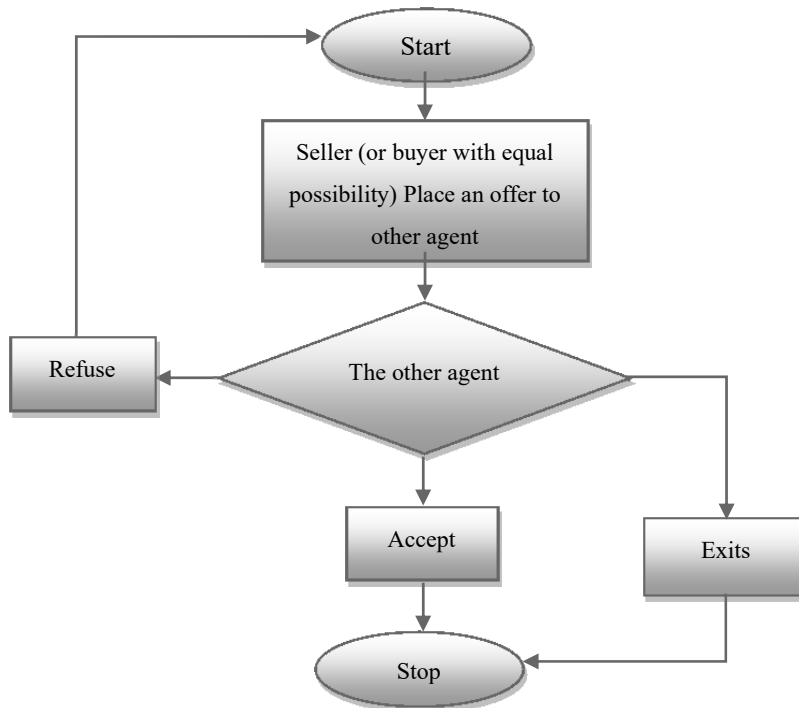 Start
Seller (or buyer with equal
possibility) Place an offer to
other agent
Refuse
The other agent
Accept
Exits
Stop